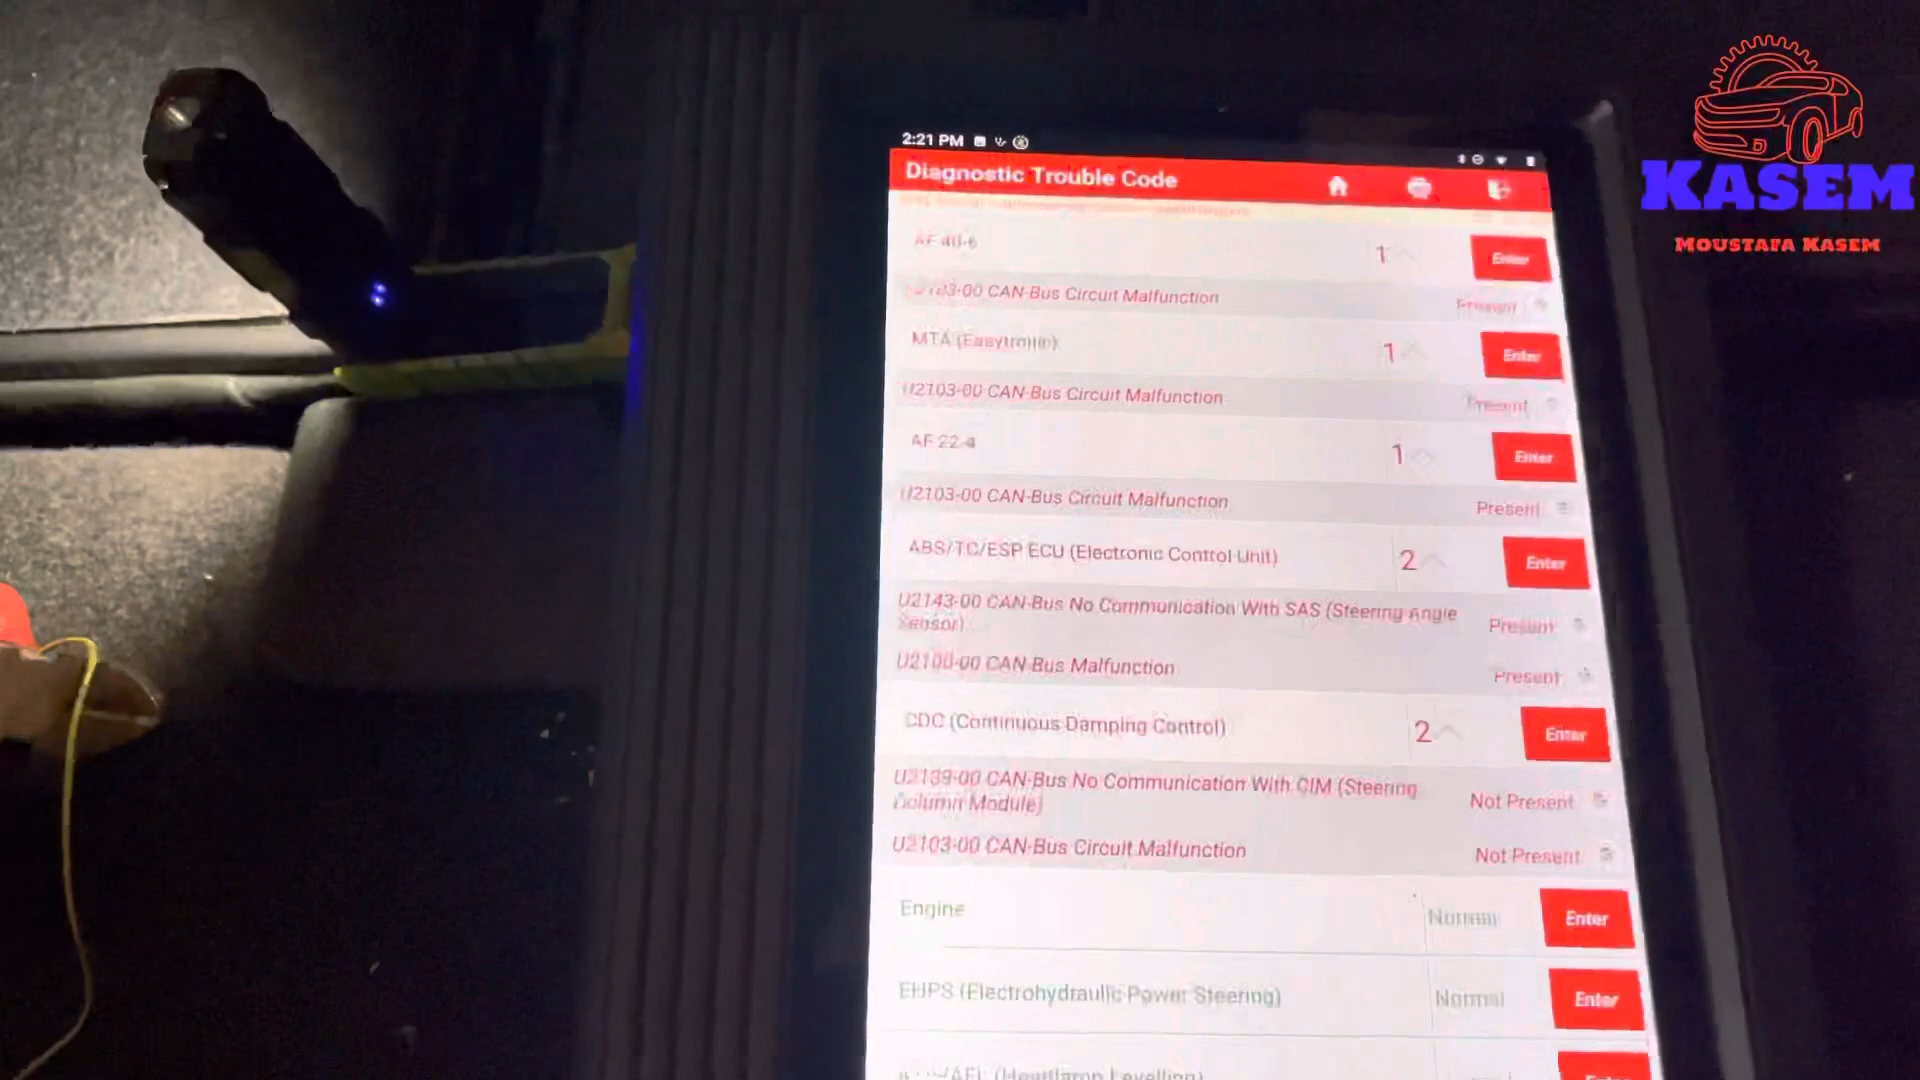 2:21 PM
Diagnostic Trouble Code
KASEM
MOUSTAFA KASEM
AF 40-6 1 Enter
CAN-Bus Circuit Malfunction Present
MTA (Easytronic) 1 Enter
U2103-00 CAN-Bus Circuit Malfunction Present
AF 22-4 1 Enter
U2103-00 CAN-Bus Circuit Malfunction Present
ABS/TC/ESP ECU (Electronic Control Unit) 2 Enter
U2143-00 CAN-Bus No Communication With SAS (Steering Angle
Sensor) Present
U2100-00 CAN-Bus Malfunction Present
CDC (Continuous Damping Control) 2 Enter
U2139-00 CAN-Bus No Communication With CIM (Steering
Column Module) Not Present
U2103-00 CAN-Bus Circuit Malfunction Not Present
Engine Normal Enter
EHPS (Electrohydraulic Power Steering) Normal Enter
(Headlamp Levelling)